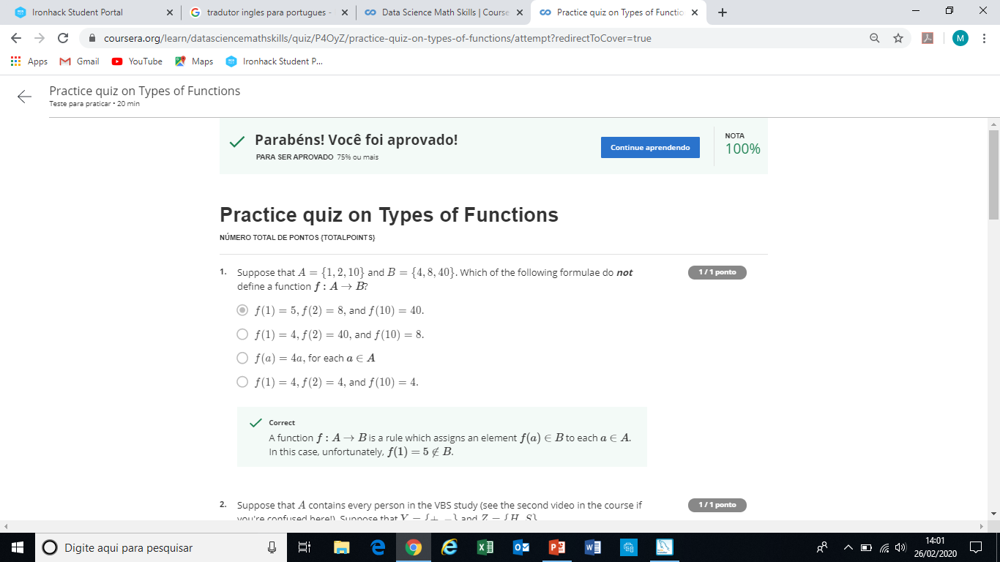 Ironhack Student Portal
tradutor ingles para portugues -
Data Science Math Skills | Course
Practice quiz on Types of Functio
coursera.org/learn/datasciencemathskills/quiz/P4OyZ/practice-quiz-on-types-of-functions/attempt?redirectToCover=true
M
Apps Gmail YouTube Maps Ironhack Student P...
Practice quiz on Types of Functions
Teste para praticar • 20 min
Parabéns! Você foi aprovado!
PARA SER APROVADO 75% ou mais
Continue aprendendo
NOTA
100%
Practice quiz on Types of Functions
NÚMERO TOTAL DE PONTOS {TOTALPOINTS}
1. Suppose that A = {1, 2, 10} and B = {4, 8, 40}. Which of the following formulae do not
define a function f : A → B?
1 / 1 ponto
f(1) = 5, f(2) = 8, and f(10) = 40.
f(1) = 4, f(2) = 40, and f(10) = 8.
f(a) = 4a, for each a ∈ A
f(1) = 4, f(2) = 4, and f(10) = 4.
Correct
A function f : A → B is a rule which assigns an element f(a) ∈ B to each a ∈ A.
In this case, unfortunately, f(1) = 5 ∉ B.
2. Suppose that A contains every person in the VBS study (see the second video in the course if
you're confused here!). Suppose that Y = {+, −} and Z = {H, S}
1 / 1 ponto
Digite aqui para pesquisar
14:01
26/02/2020